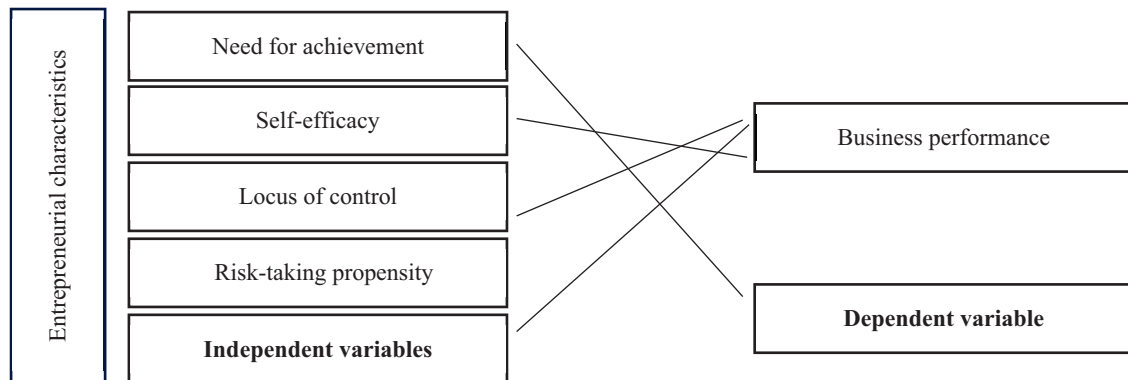 Entrepreneurial characteristics
Need for achievement
Self-efficacy
Locus of control
Risk-taking propensity
Independent variables
Business performance
Dependent variable